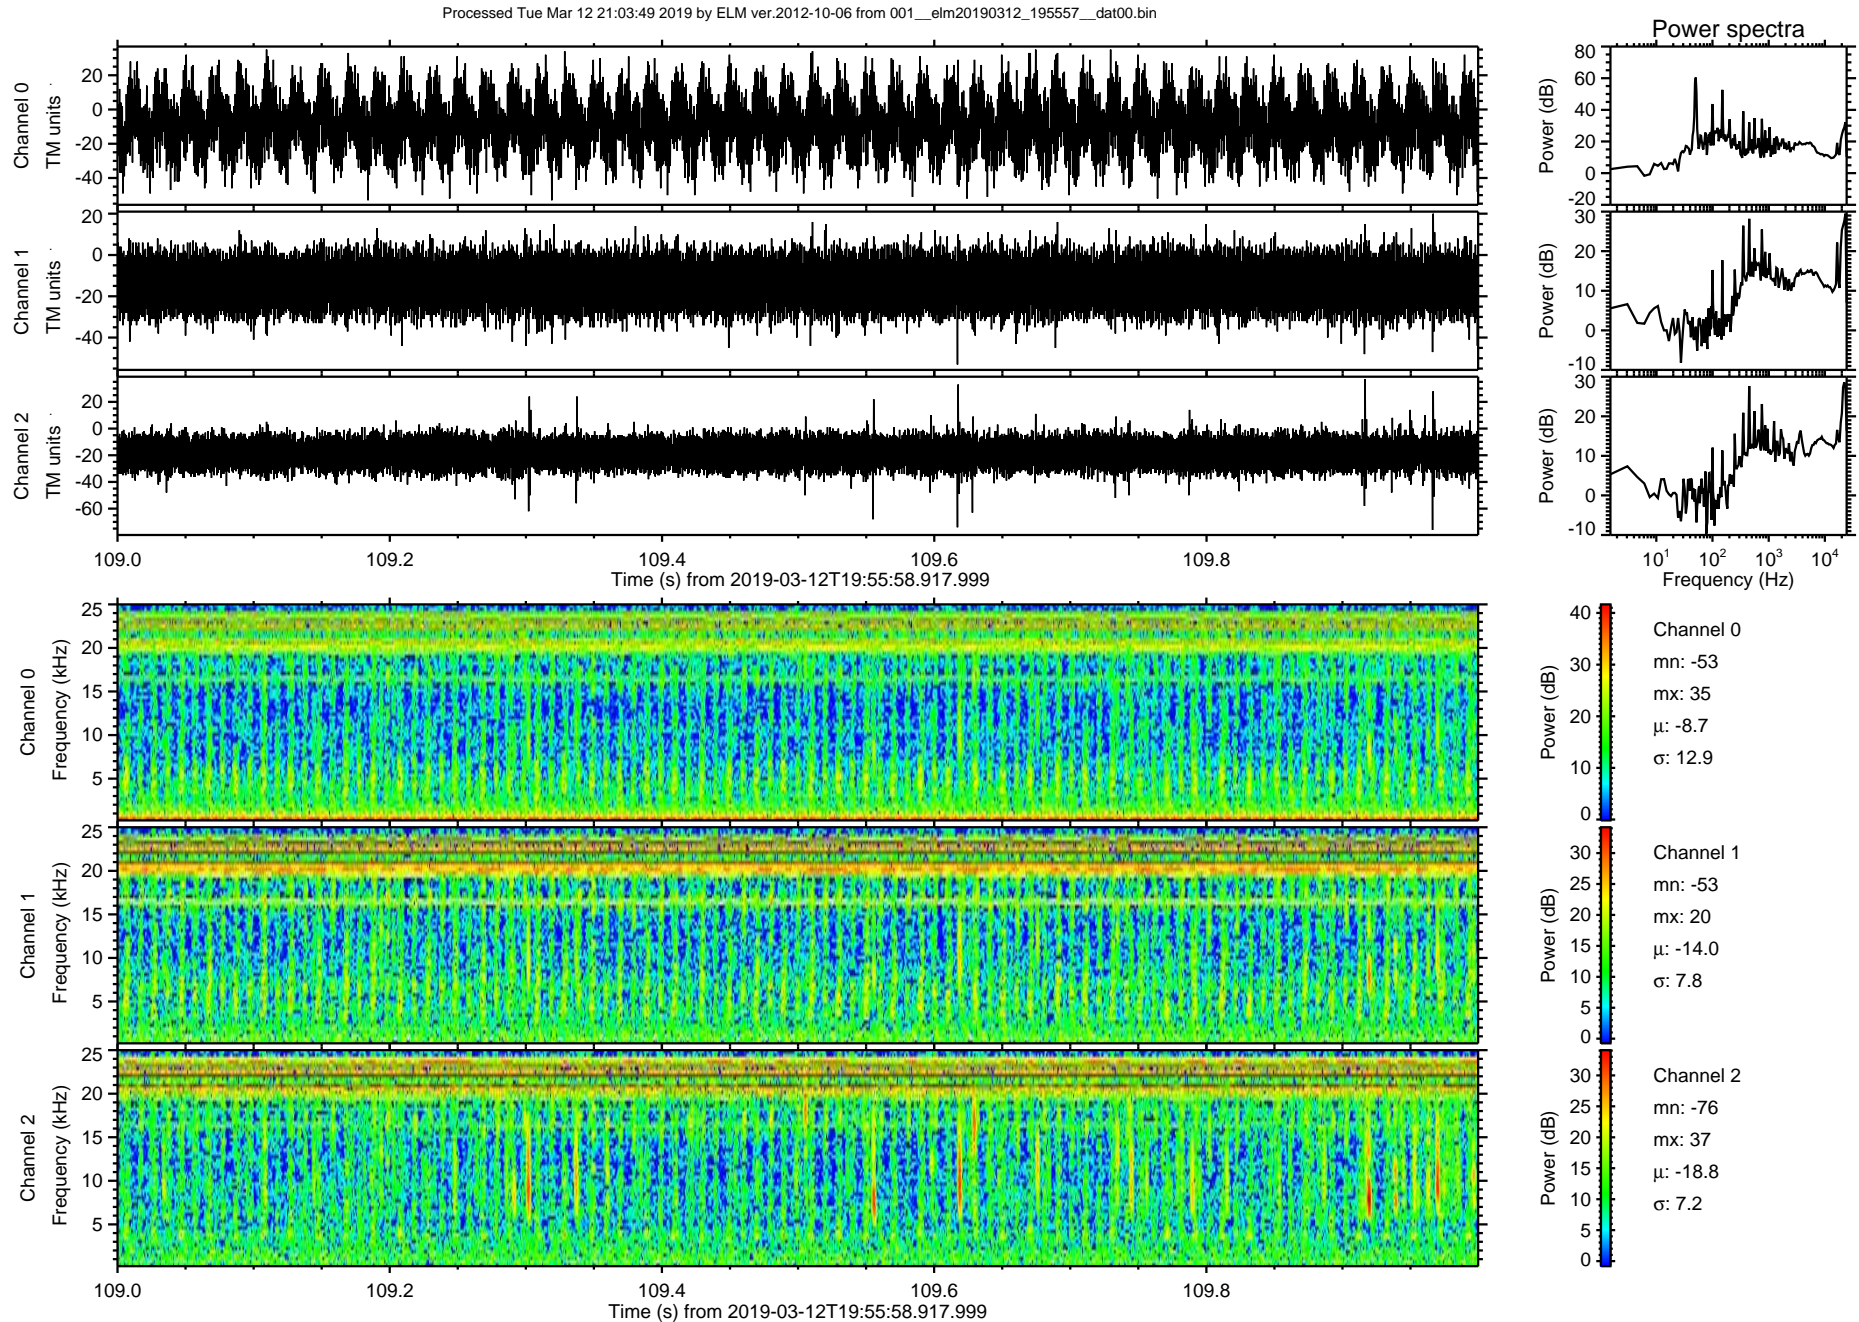 Processed Tue Mar 12 21:03:49 2019 by ELM ver.2012-10-06 from 001__elm20190312_195557__dat00.bin
Power spectra
Channel 0
TM units
20
0
-20
-40
Power (dB)
80
60
40
20
0
-20
Channel 1
TM units
20
0
-20
-40
Power (dB)
30
20
10
0
-10
Channel 2
TM units
20
0
-20
-40
-60
Power (dB)
30
20
10
0
-10
109.0 109.2 109.4 109.6 109.8
Time (s) from 2019-03-12T19:55:58.917.999
10¹ 10² 10³ 10⁴
Frequency (Hz)
Channel 0
Frequency (kHz)
25
20
15
10
5
Power (dB)
40
30
20
10
0
Channel 0
mn: -53
mx: 35
μ: -8.7
σ: 12.9
Channel 1
Frequency (kHz)
25
20
15
10
5
Power (dB)
30
25
20
15
10
5
0
Channel 1
mn: -53
mx: 20
μ: -14.0
σ: 7.8
Channel 2
Frequency (kHz)
25
20
15
10
5
Power (dB)
30
25
20
15
10
5
0
Channel 2
mn: -76
mx: 37
μ: -18.8
σ: 7.2
109.0 109.2 109.4 109.6 109.8
Time (s) from 2019-03-12T19:55:58.917.999